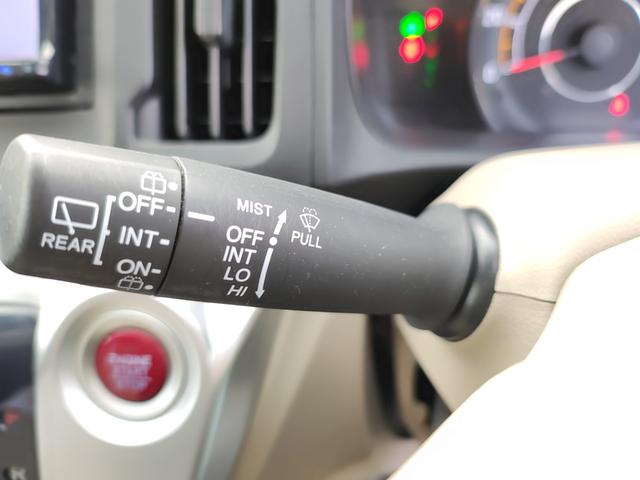 REAR
OFF
INT
ON
MIST
OFF
INT
LO
HI
PULL
ENGINE
START
STOP